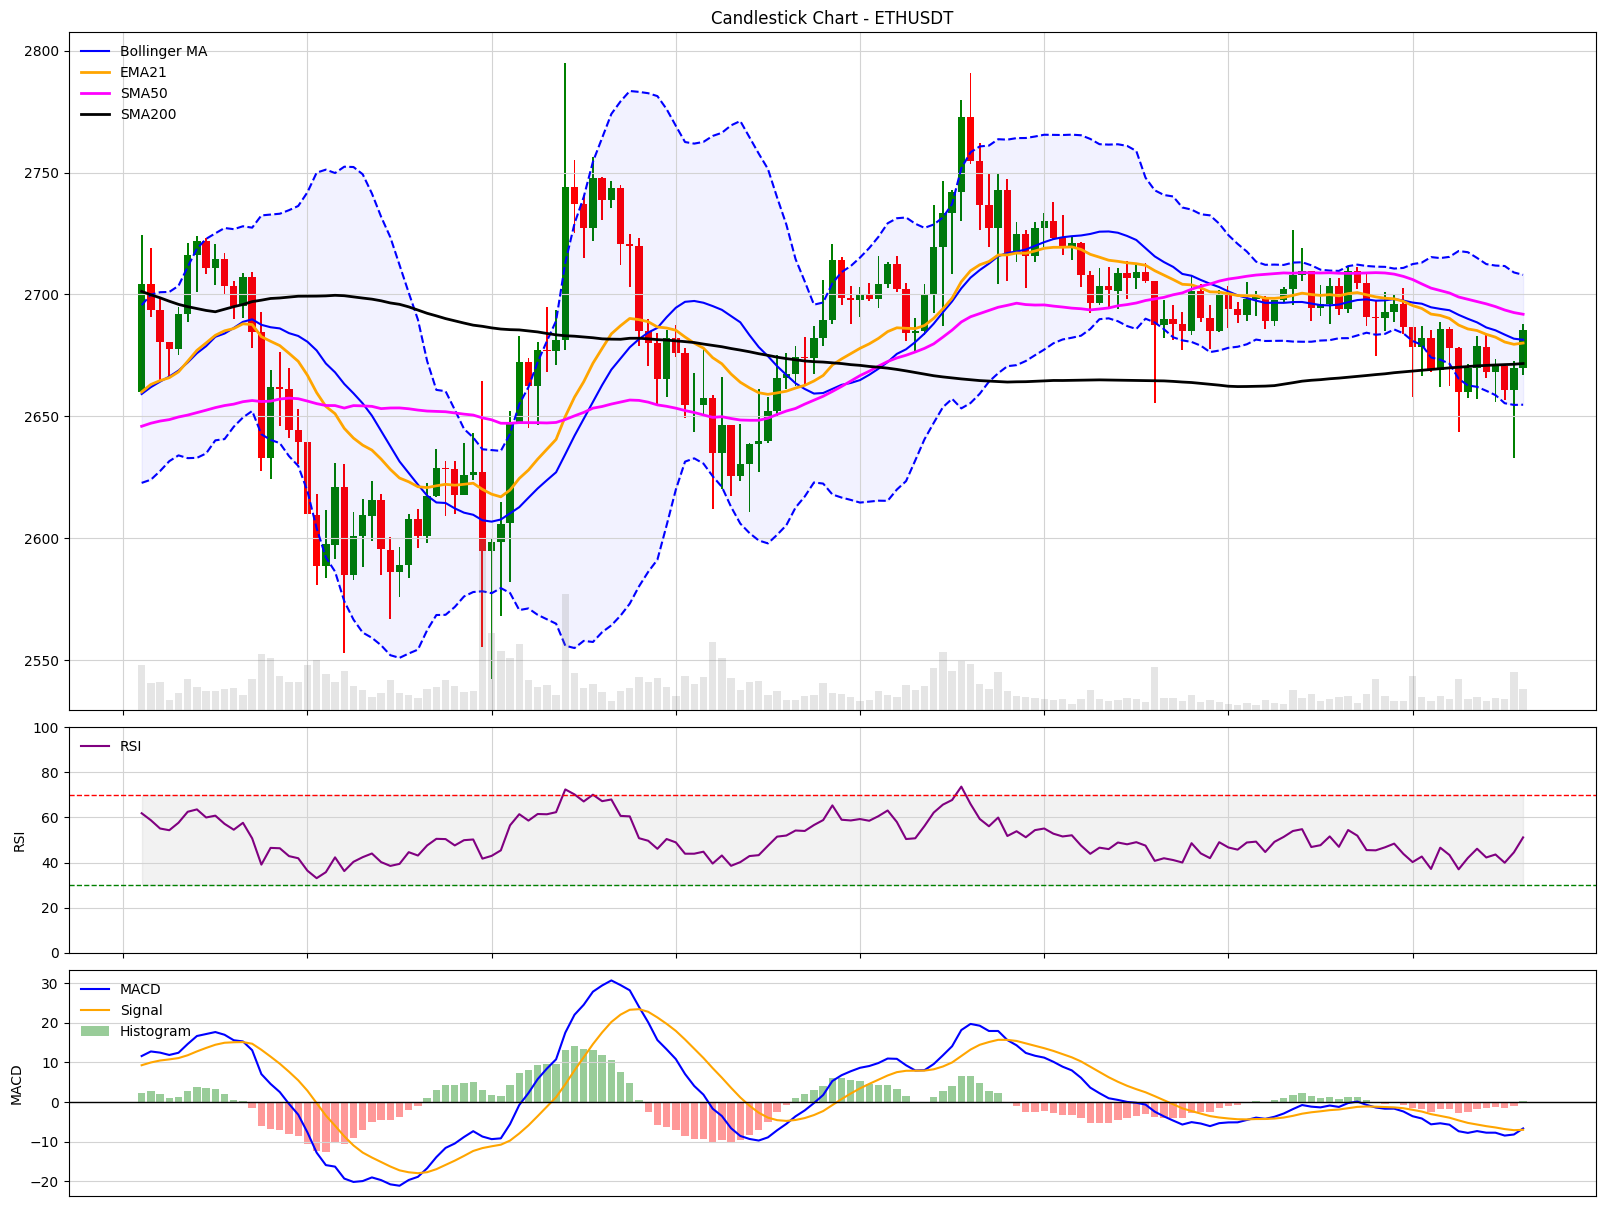 Candlestick Chart - ETHUSDT
Bollinger MA
EMA21
SMA50
SMA200
2800
2750
2700
2650
2600
2550
RSI
RSI
100
80
60
40
20
0
MACD
Signal
Histogram
MACD
30
20
10
0
−10
−20